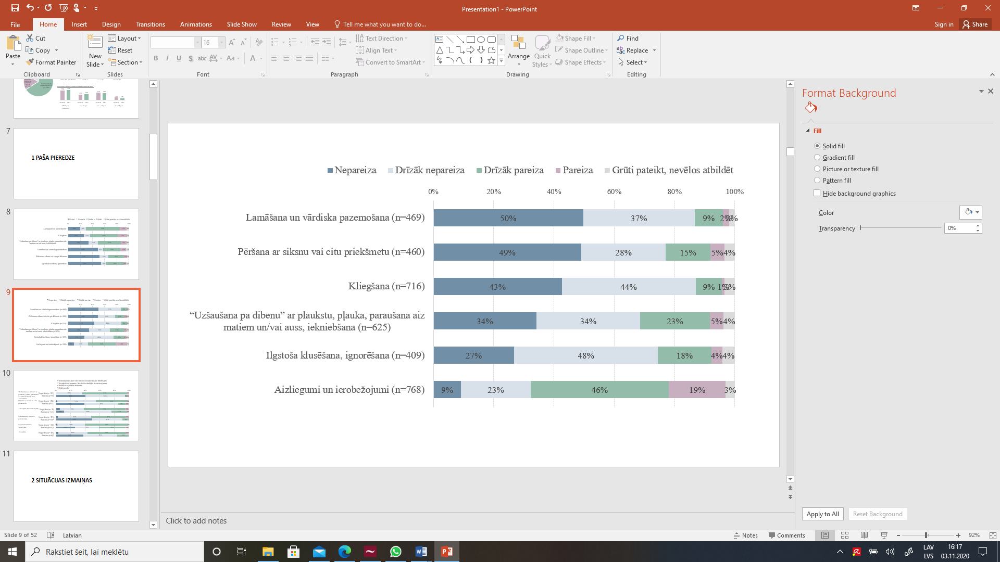 Presentation1 - PowerPoint
File Home Insert Design Transitions Animations Slide Show Review View Tell me what you want to do... Sign in Share
Paste
Cut
Copy
Format Painter
Clipboard
New
Slide
Layout
Reset
Section
Slides
16
B I U S abc AV Aa A
Font
Text Direction
Align Text
Convert to SmartArt
Paragraph
Arrange
Quick
Styles
Shape Fill
Shape Outline
Shape Effects
Drawing
Find
Replace
Select
Editing
7
1 PAŠA PIEREDZE
8
9
10
11
2 SITUĀCIJAS IZMAIŅAS
Nepareiza Drīzāk nepareiza Drīzāk pareiza Pareiza Grūti pateikt, nevēlos atbildēt
0% 20% 40% 60% 80% 100%
Lamāšana un vārdiska pazemošana (n=469) 50% 37% 9% 2% 3%
Pēršana ar siksnu vai citu priekšmetu (n=460) 49% 28% 15% 5% 4%
Kliegšana (n=716) 43% 44% 9% 1% 3%
“Uzšaušana pa dibenu” ar plaukstu, pļauka, paraušana aiz
matiem un/vai auss, iekniebšana (n=625) 34% 34% 23% 5% 4%
Ilgstoša klusēšana, ignorēšana (n=409) 27% 48% 18% 4% 4%
Aizliegumi un ierobežojumi (n=768) 9% 23% 46% 19% 3%
Click to add notes
Format Background
Fill
Solid fill
Gradient fill
Picture or texture fill
Pattern fill
Hide background graphics
Color
Transparency 0%
Apply to All Reset Background
Slide 9 of 52 Latvian Notes Comments 92%
Rakstiet šeit, lai meklētu
LAV
LVS
16:17
03.11.2020